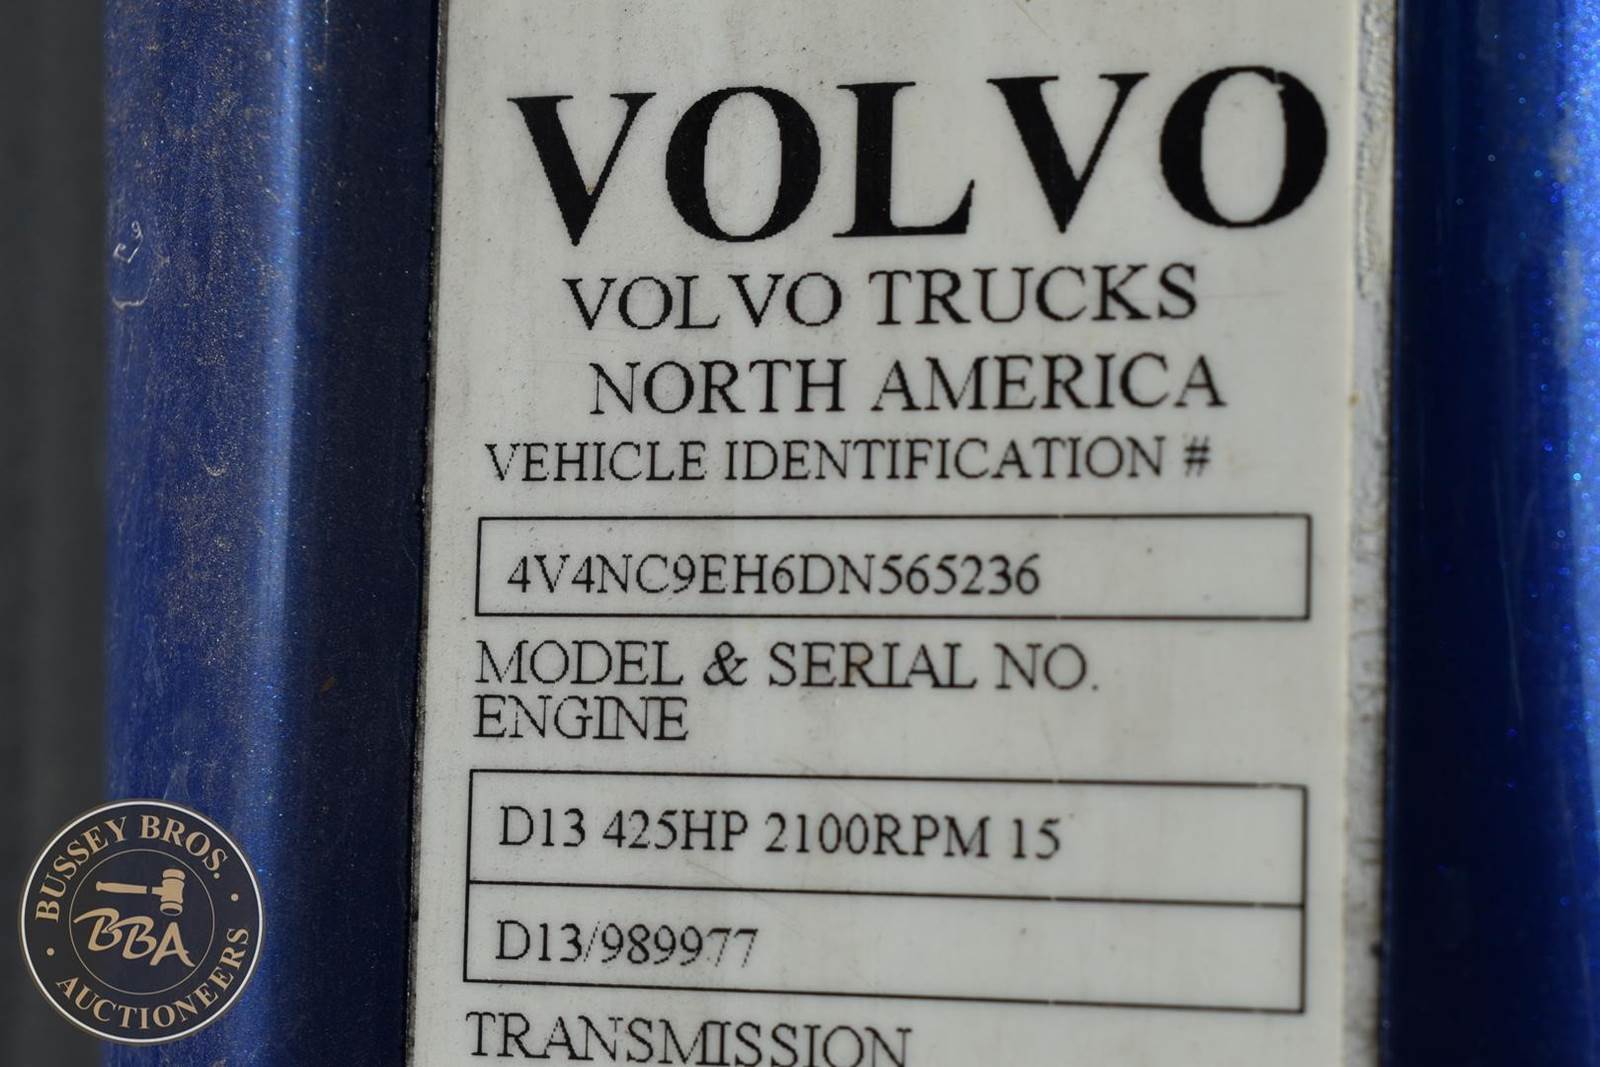 VOLVO
VOLVO TRUCKS
NORTH AMERICA
VEHICLE IDENTIFICATION #
4V4NC9EH6DN565236
MODEL & SERIAL NO.
ENGINE
D13 425HP 2100RPM 15
D13/989977
TRANSMISSION
BUSSEY BROS.
BBA
AUCTIONEERS